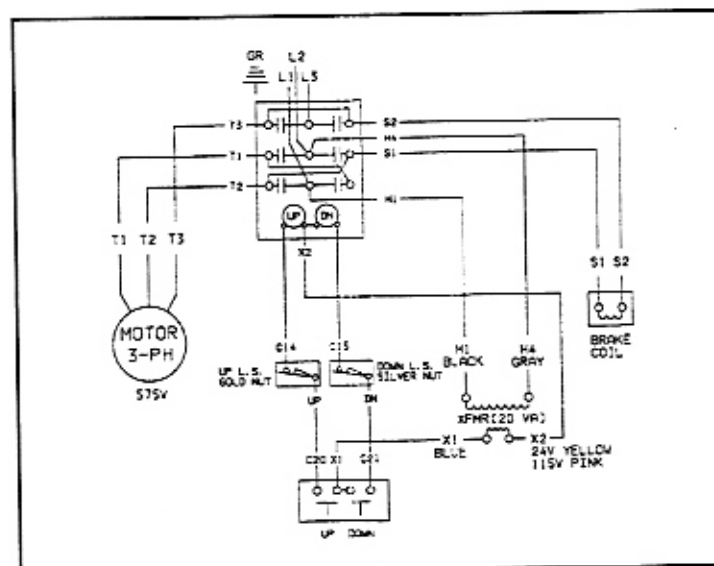 GR
L2
L1
L3
T3
S2
H4
T1
S1
T2
H1
UP
DN
X2
T1 T2 T3
S1 S2
MOTOR
3-PH
575V
BRAKE
COIL
C14
C15
H1
BLACK
H4
GRAY
UP L.S.
GOLD NUT
DOWN L.S.
SILVER NUT
UP
DN
XFMR(20 VA)
X1
BLUE
X2
24V YELLOW
115V PINK
C20 X1 C21
UP DOWN